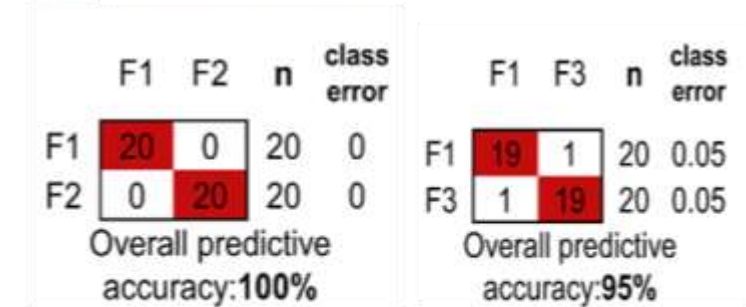 F1 F2 n class error
F1 20 0 20 0
F2 0 20 20 0
Overall predictive
accuracy:100%
F1 F3 n class error
F1 19 1 20 0.05
F3 1 19 20 0.05
Overall predictive
accuracy:95%